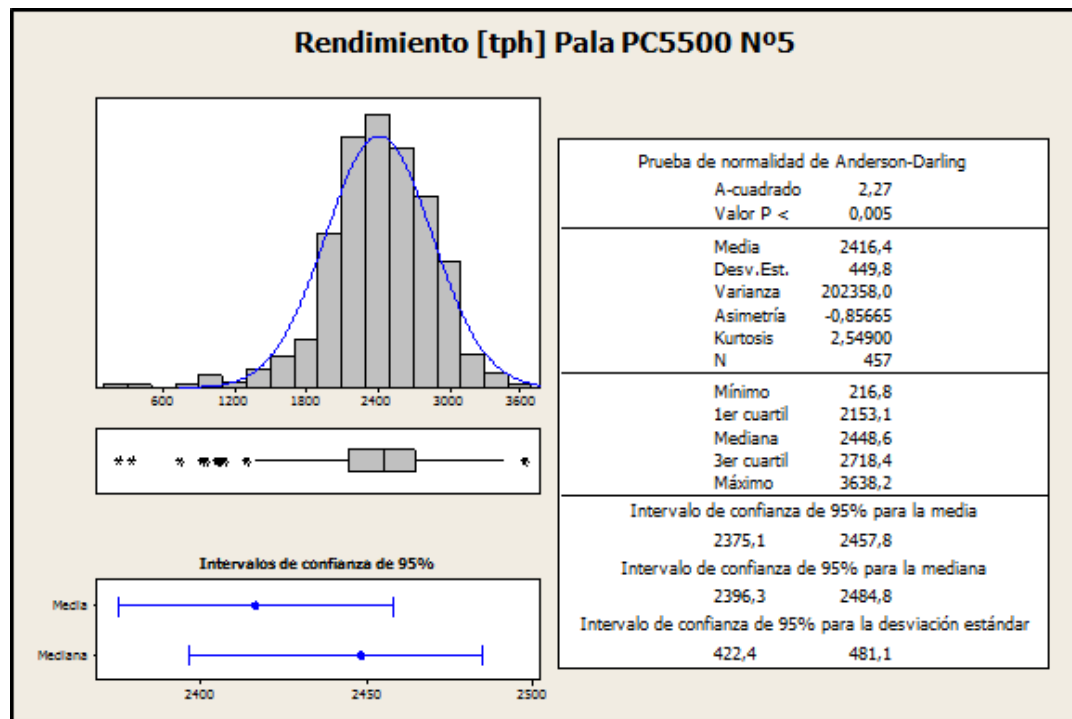 Rendimiento [tph] Pala PC5500 Nº5
600 1200 1800 2400 3000 3600
Intervalos de confianza de 95%
Media
Mediana
2400 2450 2500
Prueba de normalidad de Anderson-Darling
A-cuadrado 2,27
Valor P < 0,005
Media 2416,4
Desv.Est. 449,8
Varianza 202358,0
Asimetría -0,85665
Kurtosis 2,54900
N 457
Mínimo 216,8
1er cuartil 2153,1
Mediana 2448,6
3er cuartil 2718,4
Máximo 3638,2
Intervalo de confianza de 95% para la media
2375,1 2457,8
Intervalo de confianza de 95% para la mediana
2396,3 2484,8
Intervalo de confianza de 95% para la desviación estándar
422,4 481,1